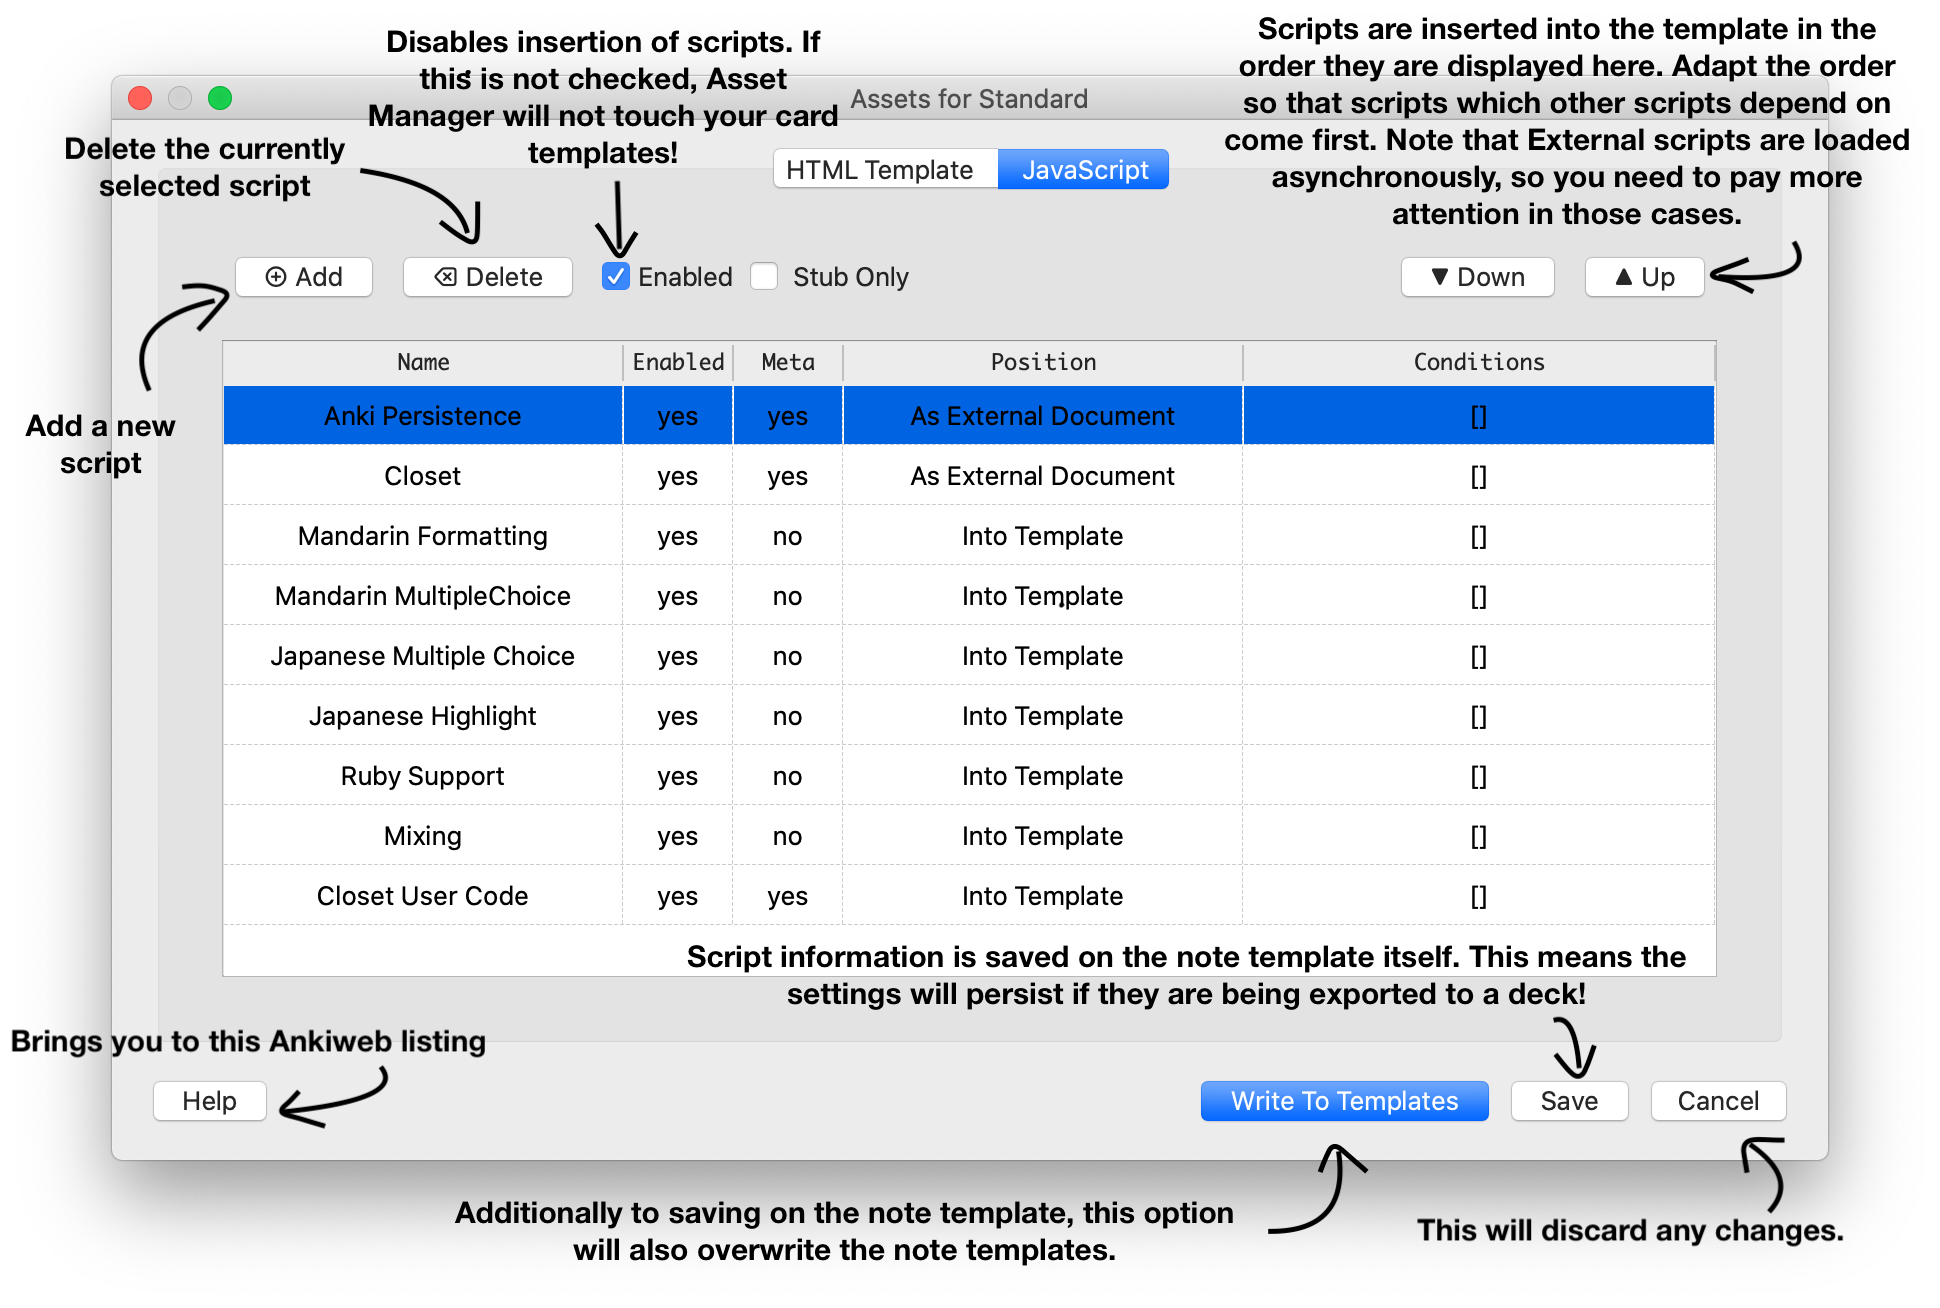 Disables insertion of scripts. If
this is not checked, Asset
Manager will not touch your card
templates!
Scripts are inserted into the template in the
order they are displayed here. Adapt the order
so that scripts which other scripts depend on
come first. Note that External scripts are loaded
asynchronously, so you need to pay more
attention in those cases.
Assets for Standard
Delete the currently
selected script
HTML Template JavaScript
Add Delete Enabled Stub Only Down Up
Add a new
script
Name Enabled Meta Position Conditions
Anki Persistence yes yes As External Document []
Closet yes yes As External Document []
Mandarin Formatting yes no Into Template []
Mandarin MultipleChoice yes no Into Template []
Japanese Multiple Choice yes no Into Template []
Japanese Highlight yes no Into Template []
Ruby Support yes no Into Template []
Mixing yes no Into Template []
Closet User Code yes yes Into Template []
Script information is saved on the note template itself. This means the
settings will persist if they are being exported to a deck!
Brings you to this Ankiweb listing
Help Write To Templates Save Cancel
Additionally to saving on the note template, this option
will also overwrite the note templates.
This will discard any changes.